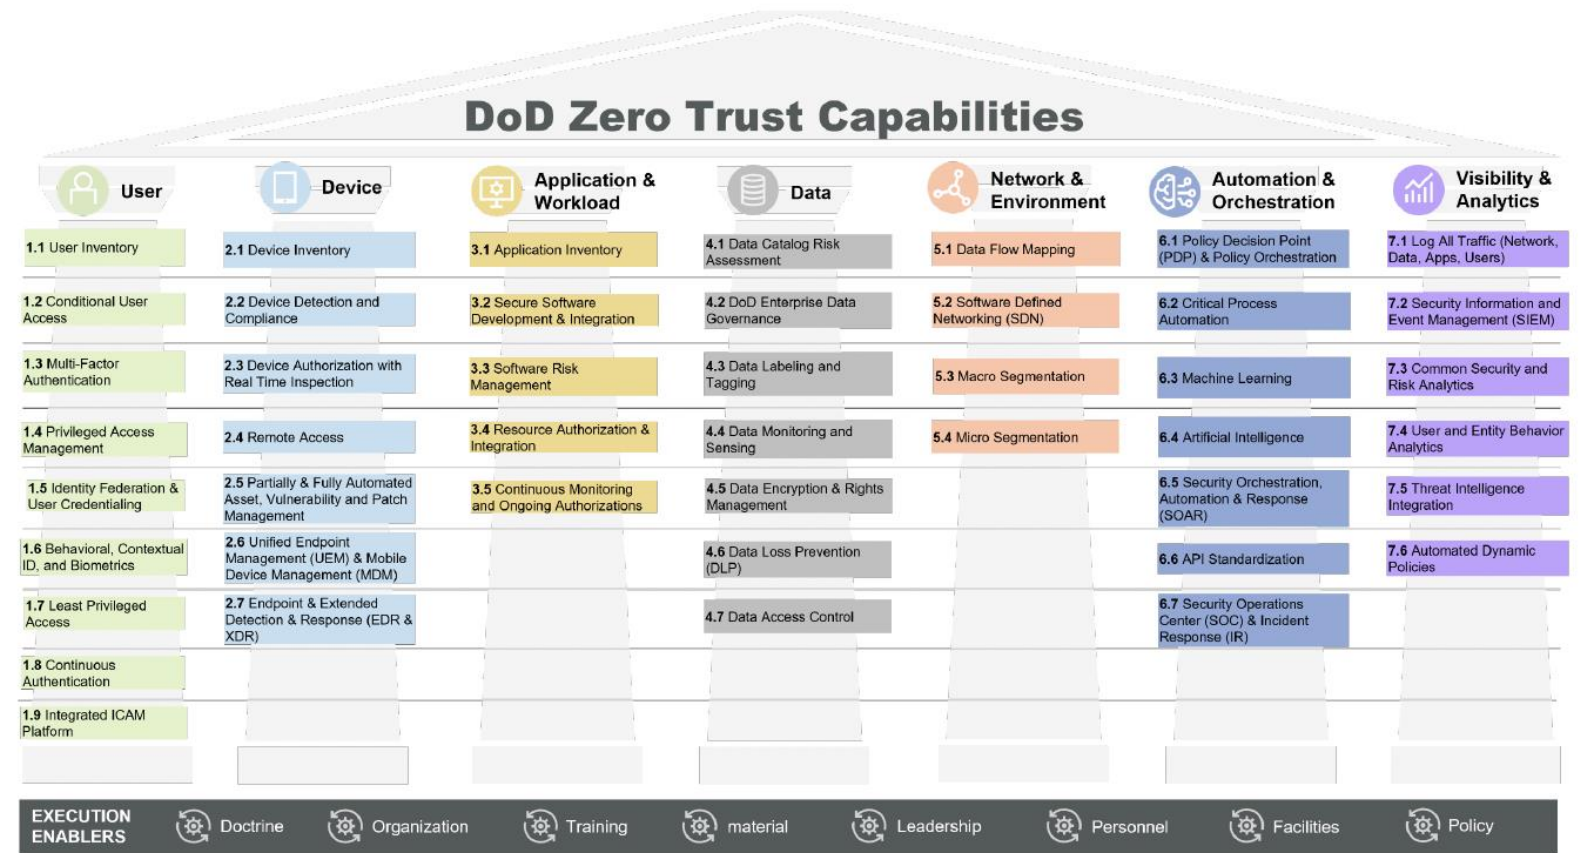 DoD Zero Trust Capabilities
User
1.1 User Inventory
1.2 Conditional User
Access
1.3 Multi-Factor
Authentication
1.4 Privileged Access
Management
1.5 Identity Federation &
User Credentialing
1.6 Behavioral, Contextual
ID, and Biometrics
1.7 Least Privileged
Access
1.8 Continuous
Authentication
1.9 Integrated ICAM
Platform
Device
2.1 Device Inventory
2.2 Device Detection and
Compliance
2.3 Device Authorization with
Real Time Inspection
2.4 Remote Access
2.5 Partially & Fully Automated
Asset, Vulnerability and Patch
Management
2.6 Unified Endpoint
Management (UEM) & Mobile
Device Management (MDM)
2.7 Endpoint & Extended
Detection & Response (EDR &
XDR)
Application &
Workload
3.1 Application Inventory
3.2 Secure Software
Development & Integration
3.3 Software Risk
Management
3.4 Resource Authorization &
Integration
3.5 Continuous Monitoring
and Ongoing Authorizations
Data
4.1 Data Catalog Risk
Assessment
4.2 DoD Enterprise Data
Governance
4.3 Data Labeling and
Tagging
4.4 Data Monitoring and
Sensing
4.5 Data Encryption & Rights
Management
4.6 Data Loss Prevention
(DLP)
4.7 Data Access Control
Network &
Environment
5.1 Data Flow Mapping
5.2 Software Defined
Networking (SDN)
5.3 Macro Segmentation
5.4 Micro Segmentation
Automation &
Orchestration
6.1 Policy Decision Point
(PDP) & Policy Orchestration
6.2 Critical Process
Automation
6.3 Machine Learning
6.4 Artificial Intelligence
6.5 Security Orchestration,
Automation & Response
(SOAR)
6.6 API Standardization
6.7 Security Operations
Center (SOC) & Incident
Response (IR)
Visibility &
Analytics
7.1 Log All Traffic (Network,
Data, Apps, Users)
7.2 Security Information and
Event Management (SIEM)
7.3 Common Security and
Risk Analytics
7.4 User and Entity Behavior
Analytics
7.5 Threat Intelligence
Integration
7.6 Automated Dynamic
Policies
EXECUTION
ENABLERS
Doctrine
Organization
Training
material
Leadership
Personnel
Facilities
Policy